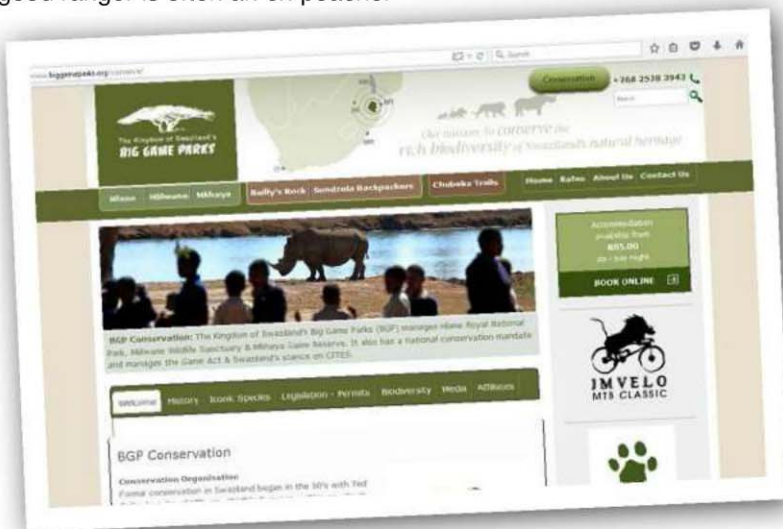 good ranger is often an ex-poacher
www.biggameparks.org/conserve/
Search
Conservation
+268 2528 3943
Search
The Kingdom of Swaziland's
BIG GAME PARKS
Our mission: To conserve the
rich biodiversity of Swaziland's natural heritage
Hlane Mlilwane Mkhaya
Reilly's Rock Sondzela Backpackers
Chubeka Trails
Home Rates About Us Contact Us
Accommodation
available from
R85.00
BOOK ONLINE
BGP Conservation: The Kingdom of Swaziland's Big Game Parks (BGP) manages Hlane Royal National
Park, Mlilwane Wildlife Sanctuary & Mkhaya Game Reserve. It also has a national conservation mandate
and manages the Game Act & Swaziland's stance on CITES.
IMVELO
MTB CLASSIC
Welcome History Iconic Species Legislation - Permits Biodiversity Media Affiliates
BGP Conservation
Conservation Organisation
Formal conservation in Swaziland began in the 50's with Ted